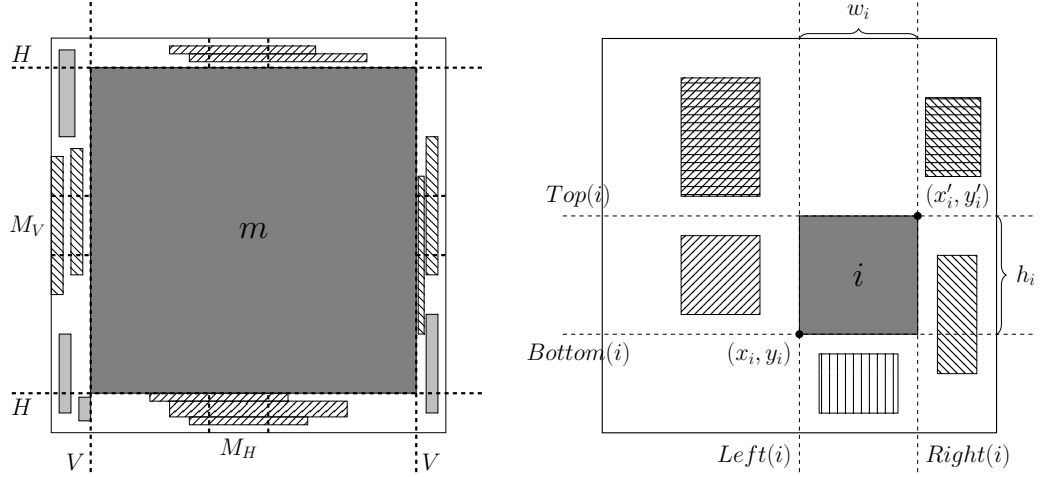 H
M_V
m
H
V
M_H
V
w_i
Top(i)
(x'_i, y'_i)
i
h_i
Bottom(i)
(x_i, y_i)
Left(i)
Right(i)